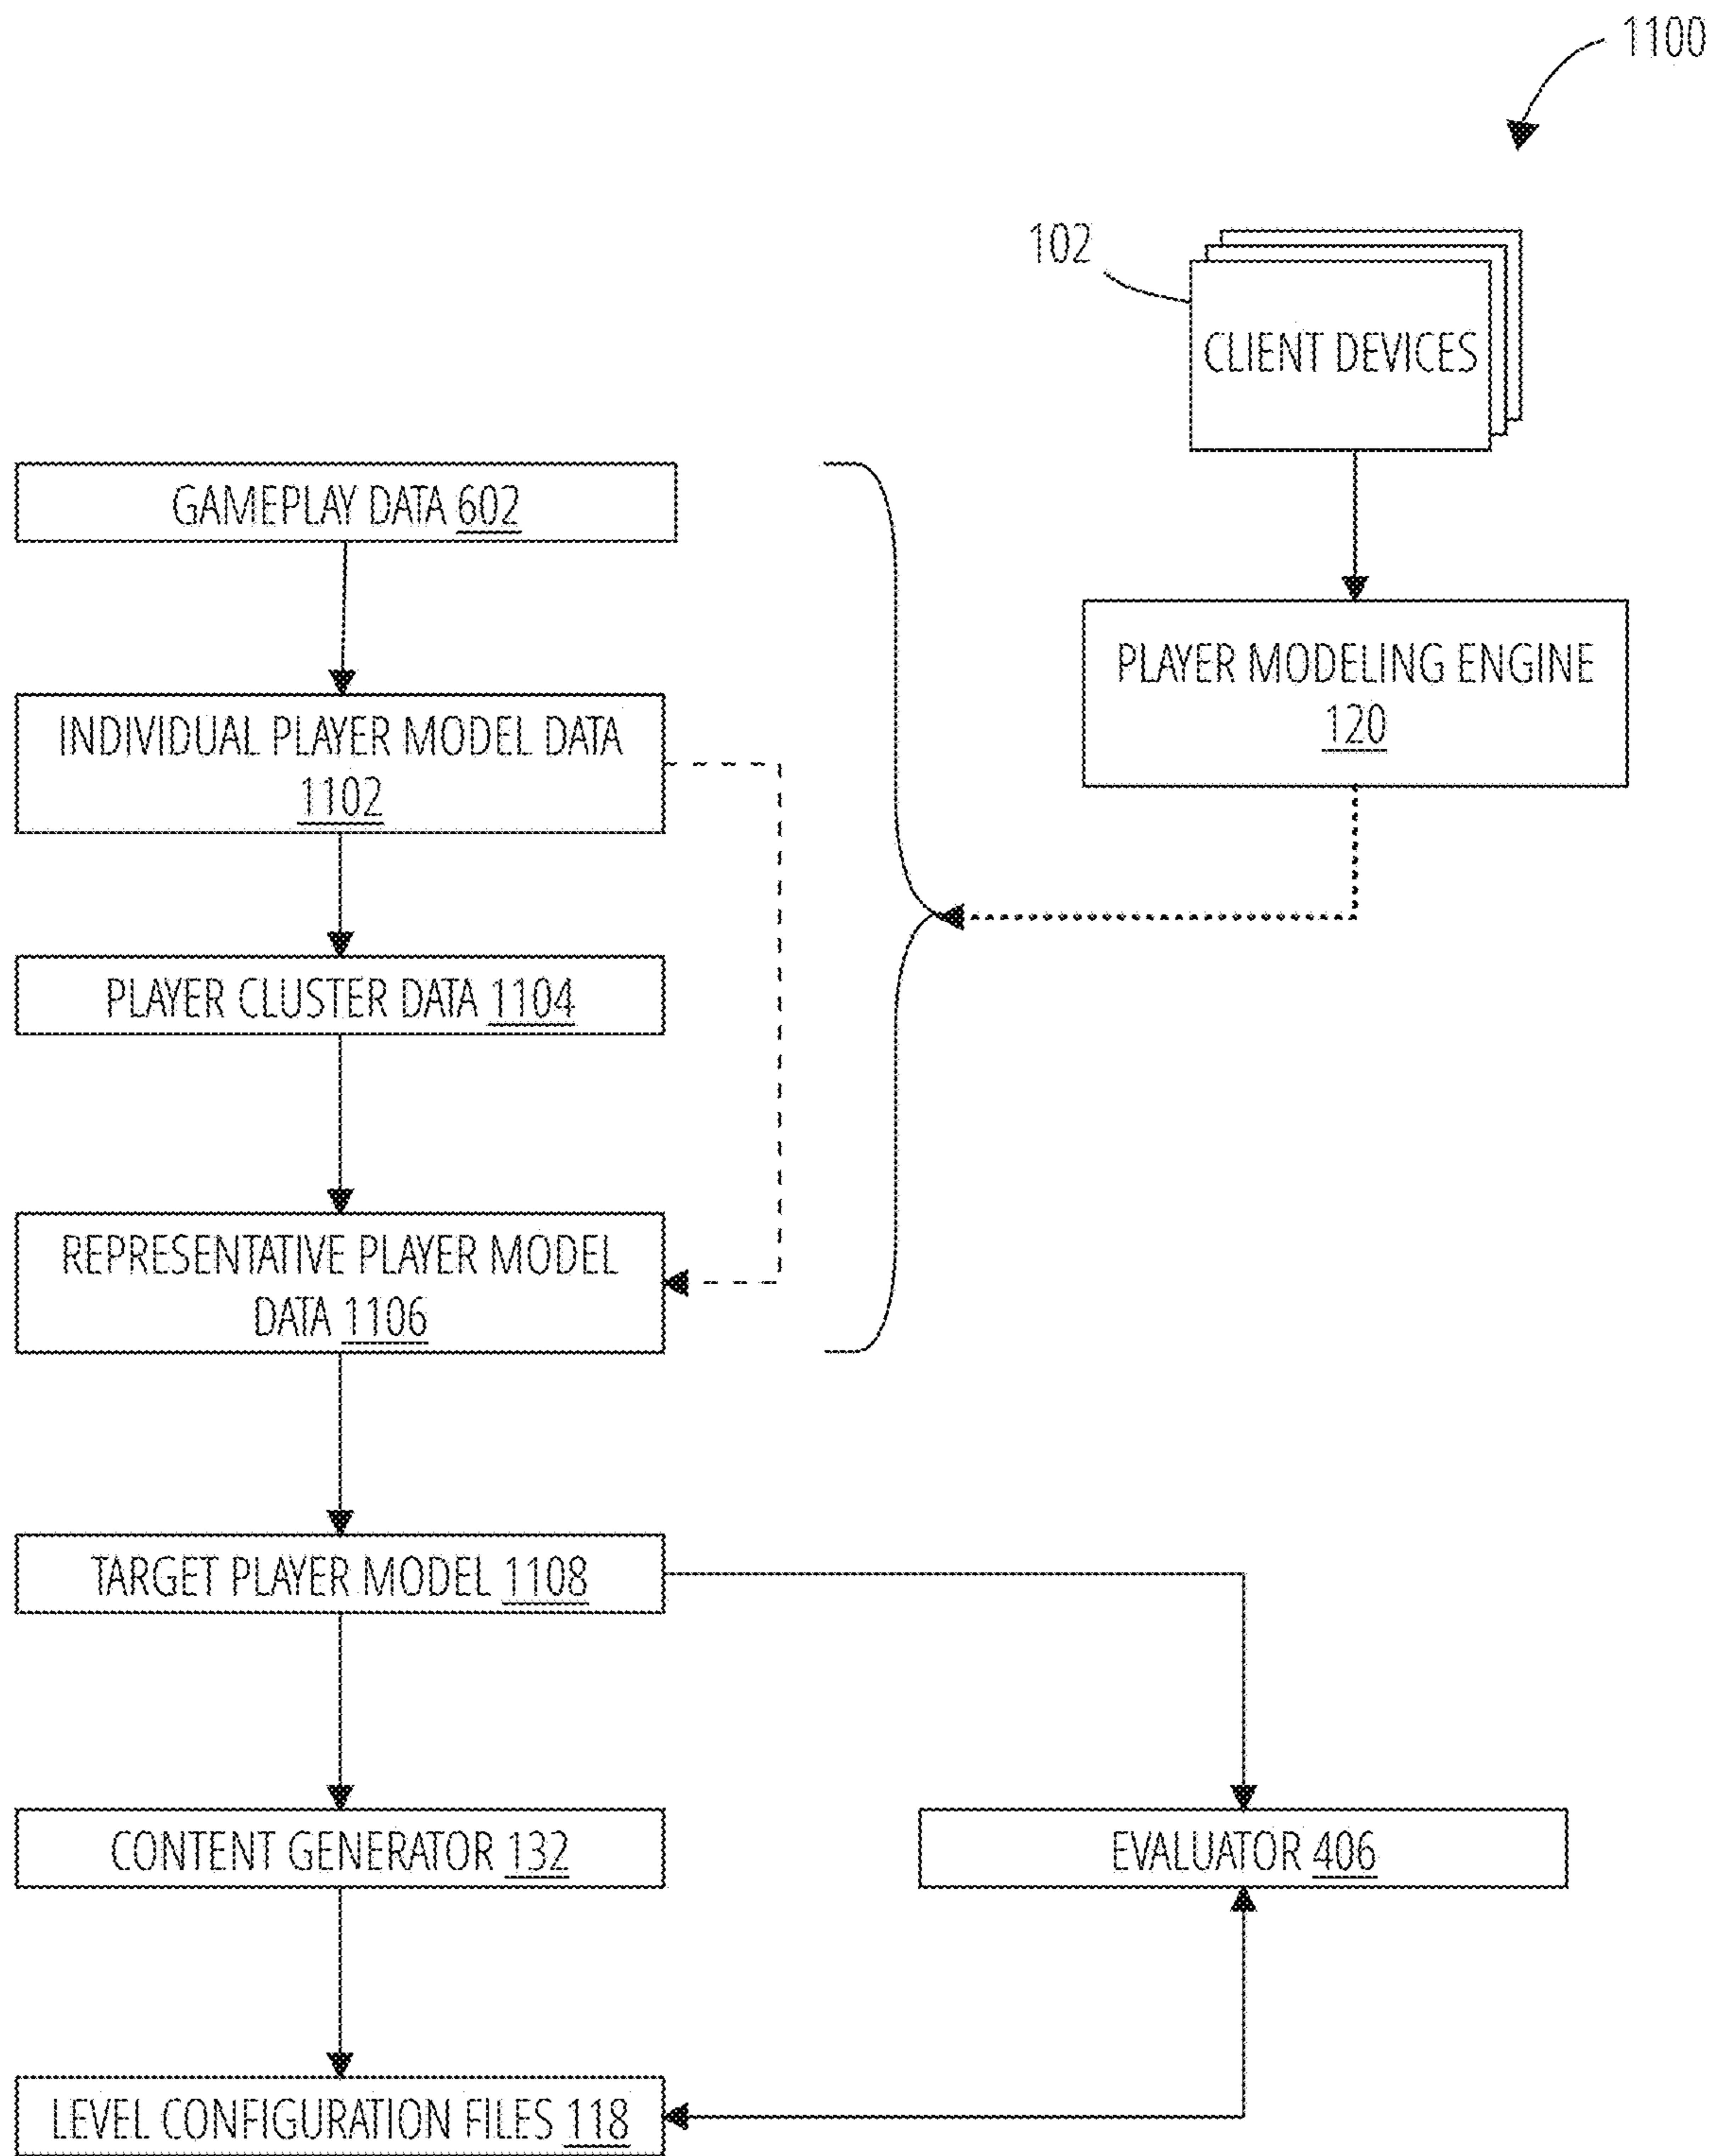 1100
102
CLIENT DEVICES
GAMEPLAY DATA 602
PLAYER MODELING ENGINE
120
INDIVIDUAL PLAYER MODEL DATA
1102
PLAYER CLUSTER DATA 1104
REPRESENTATIVE PLAYER MODEL
DATA 1106
TARGET PLAYER MODEL 1108
CONTENT GENERATOR 132
EVALUATOR 406
LEVEL CONFIGURATION FILES 118